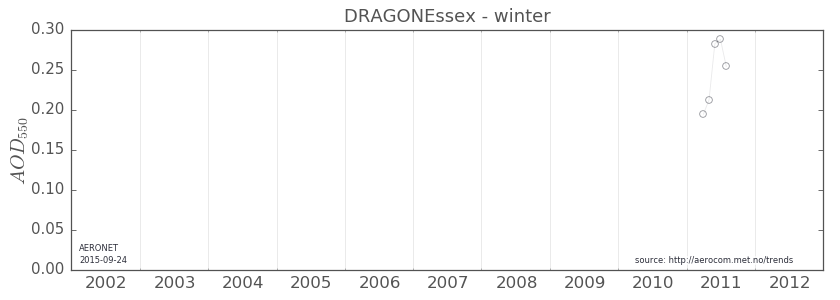 DRAGONEssex - winter
0.30
0.25
0.20
0.15
0.10
0.05
0.00
AOD550
AERONET
2015-09-24
source: http://aerocom.met.no/trends
2002 2003 2004 2005 2006 2007 2008 2009 2010 2011 2012